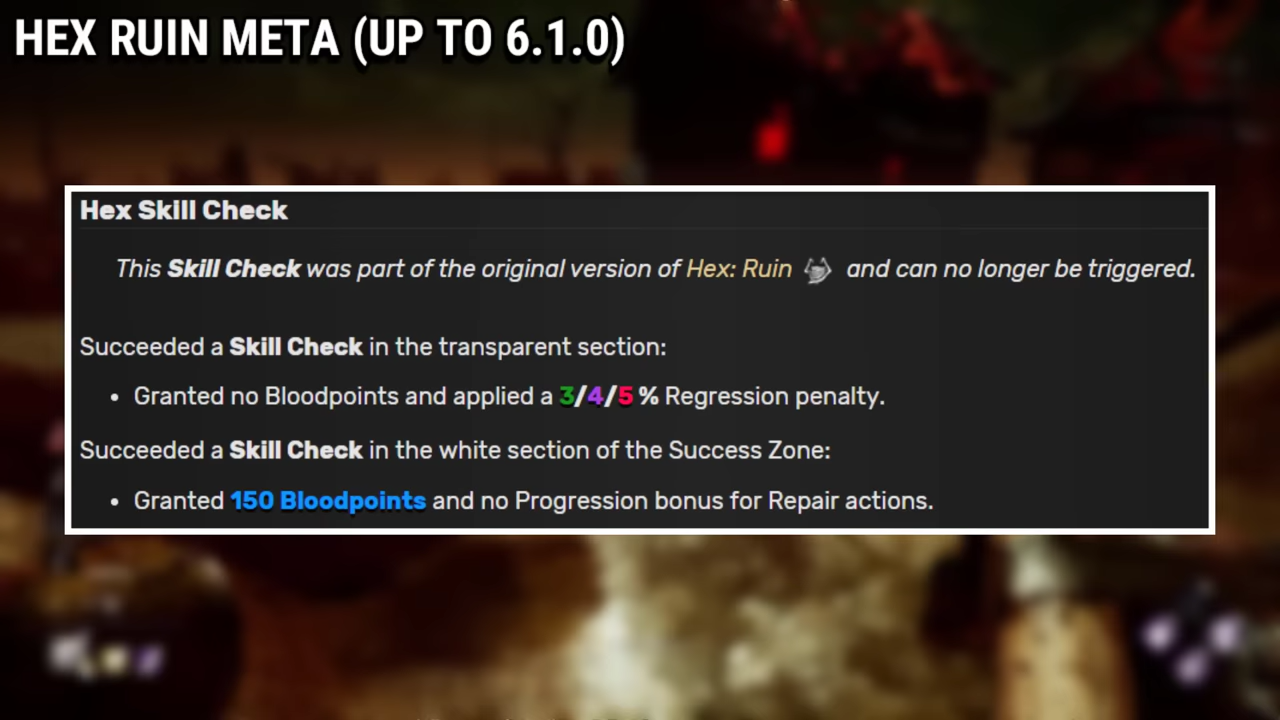 HEX RUIN META (UP TO 6.1.0)
Hex Skill Check
This Skill Check was part of the original version of Hex: Ruin and can no longer be triggered.
Succeeded a Skill Check in the transparent section:
• Granted no Bloodpoints and applied a 3/4/5 % Regression penalty.
Succeeded a Skill Check in the white section of the Success Zone:
• Granted 150 Bloodpoints and no Progression bonus for Repair actions.